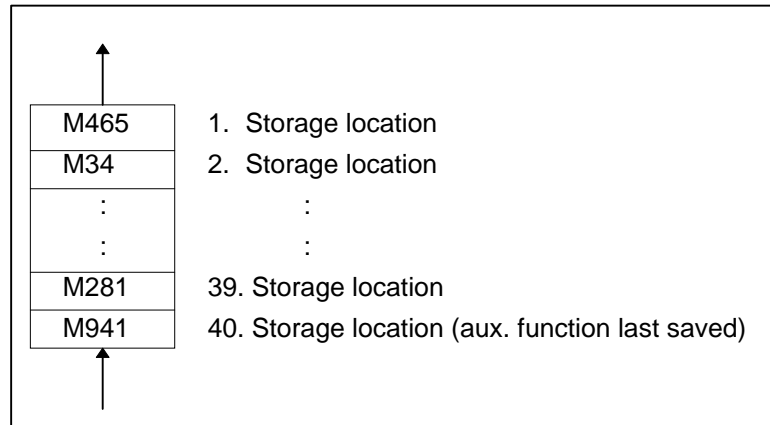 M465 1. Storage location
M34 2. Storage location
: :
: :
M281 39. Storage location
M941 40. Storage location (aux. function last saved)